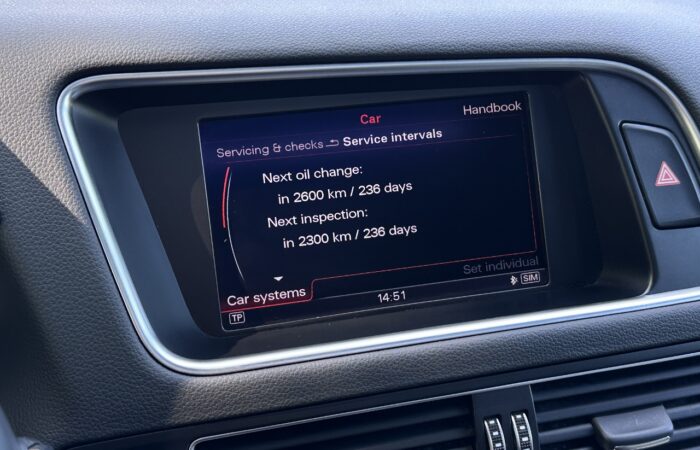 Car
Handbook
Servicing & checks Service intervals
Next oil change:
in 2600 km / 236 days
Next inspection:
in 2300 km / 236 days
Set individual
Car systems
TP
14:51
SIM